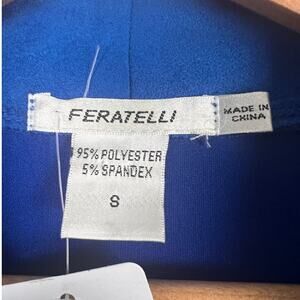 FERATELLI
MADE IN
CHINA
95% POLYESTER
5% SPANDEX
S